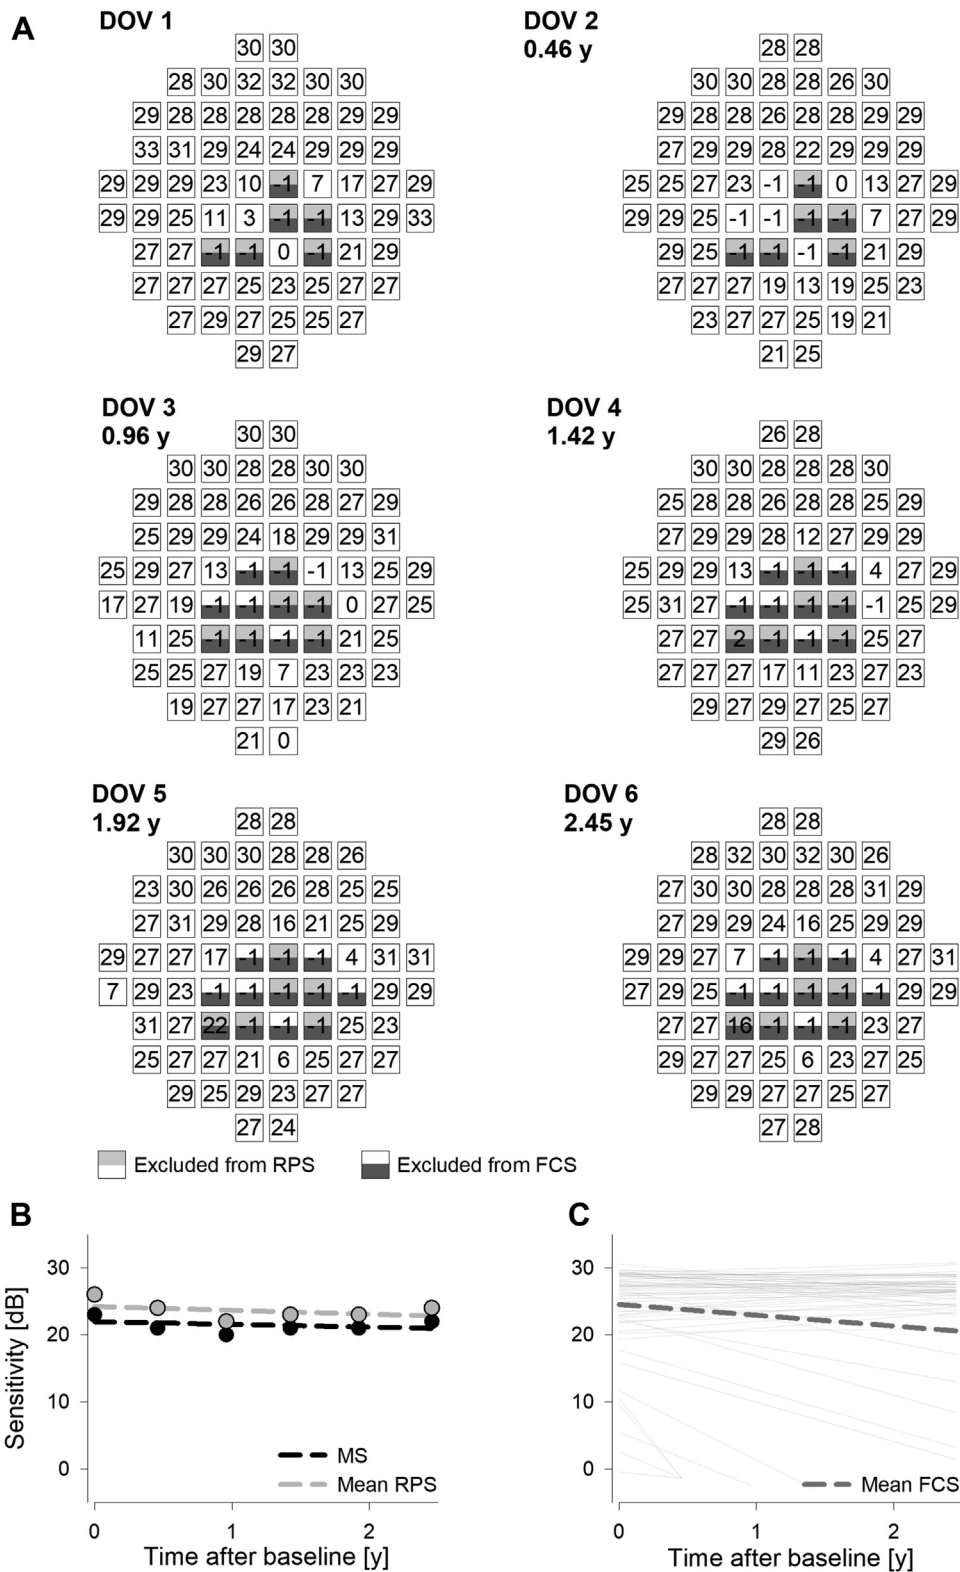 A
DOV 1
DOV 2
0.46 y
30 30
28 30 32 32 30 30
29 28 28 28 28 28 29 29
33 31 29 24 24 29 29 29
29 29 29 23 10 -1 7 17 27 29
29 29 25 11 3 -1 -1 13 29 33
27 27 -1 -1 0 -1 21 29
27 27 27 25 23 25 27 27
27 29 27 25 25 27
29 27
28 28
30 30 28 28 26 30
29 28 28 26 28 28 29 29
27 29 29 28 22 29 29 29
25 25 27 23 -1 -1 0 13 27 29
29 29 25 -1 -1 -1 -1 7 27 29
29 25 -1 -1 -1 -1 21 29
27 27 27 19 13 19 25 23
23 27 27 25 19 21
21 25
DOV 3
0.96 y
30 30
30 30 28 28 30 30
29 28 28 26 26 28 27 29
25 29 29 24 18 29 29 31
25 29 27 13 -1 -1 -1 13 25 29
17 27 19 -1 -1 -1 -1 0 27 25
11 25 -1 -1 -1 -1 21 25
25 25 27 19 7 23 23 23
19 27 27 17 23 21
21 0
DOV 4
1.42 y
26 28
30 30 28 28 28 30
25 28 28 26 28 28 25 29
27 29 29 28 12 27 29 29
25 29 29 13 -1 -1 -1 4 27 29
25 31 27 -1 -1 -1 -1 -1 25 29
27 27 2 -1 -1 -1 25 27
27 27 27 17 11 23 27 23
29 27 29 27 25 27
29 26
DOV 5
1.92 y
28 28
30 30 30 28 28 26
23 30 26 26 26 28 25 25
27 31 29 28 16 21 25 29
29 27 27 17 -1 -1 -1 4 31 31
7 29 23 -1 -1 -1 -1 -1 29 29
31 27 22 -1 -1 -1 25 23
25 27 27 21 6 25 27 27
29 25 29 23 27 27
27 24
DOV 6
2.45 y
28 28
28 32 30 32 30 26
27 30 30 28 28 28 31 29
27 29 29 24 16 25 29 29
29 29 27 7 -1 -1 -1 4 27 31
27 29 25 -1 -1 -1 -1 -1 29 29
27 27 16 -1 -1 -1 23 27
29 27 27 25 6 23 27 25
29 29 27 27 25 27
27 28
Excluded from RPS
Excluded from FCS
B
Sensitivity [dB]
30
20
10
0
MS
Mean RPS
0 1 2
Time after baseline [y]
C
30
20
10
0
Mean FCS
0 1 2
Time after baseline [y]